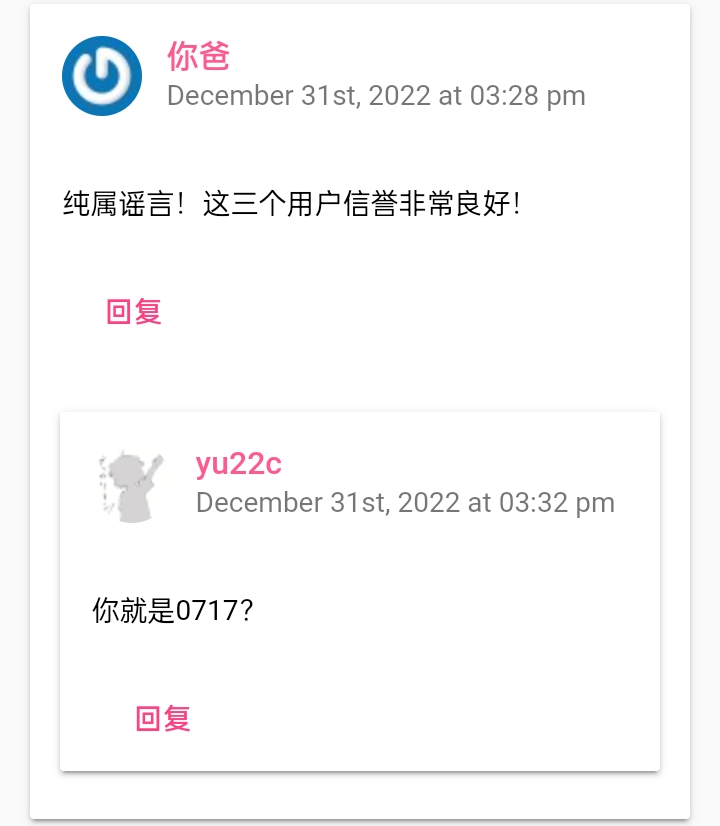 你爸
December 31st, 2022 at 03:28 pm
纯属谣言！这三个用户信誉非常良好！
回复
yu22c
December 31st, 2022 at 03:32 pm
你就是0717？
回复